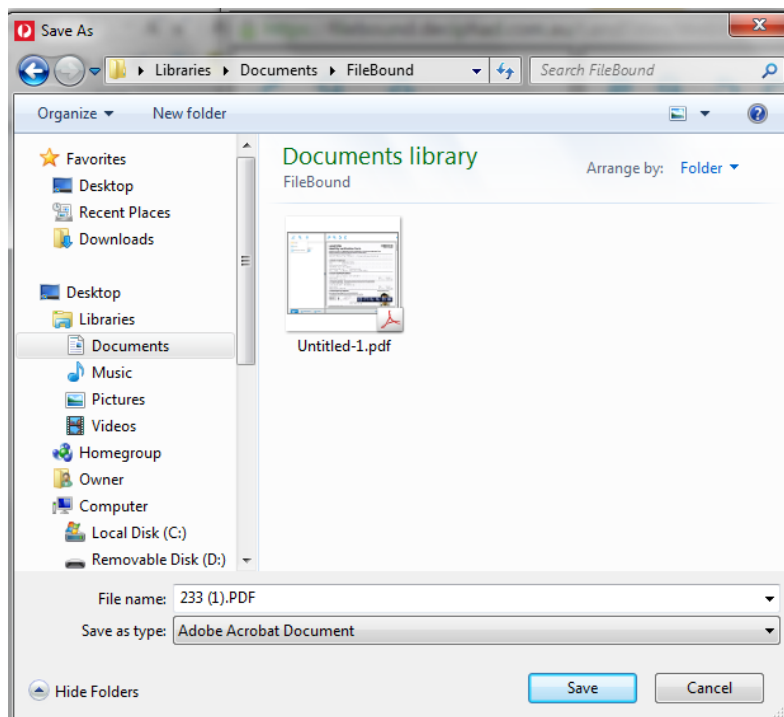 Save As
Libraries Documents FileBound
Search FileBound
Organize New folder
Favorites
Desktop
Recent Places
Downloads
Desktop
Libraries
Documents
Music
Pictures
Videos
Homegroup
Owner
Computer
Local Disk (C:)
Removable Disk (D:)
Documents library
FileBound
Arrange by: Folder
Untitled-1.pdf
File name: 233 (1).PDF
Save as type: Adobe Acrobat Document
Hide Folders
Save Cancel